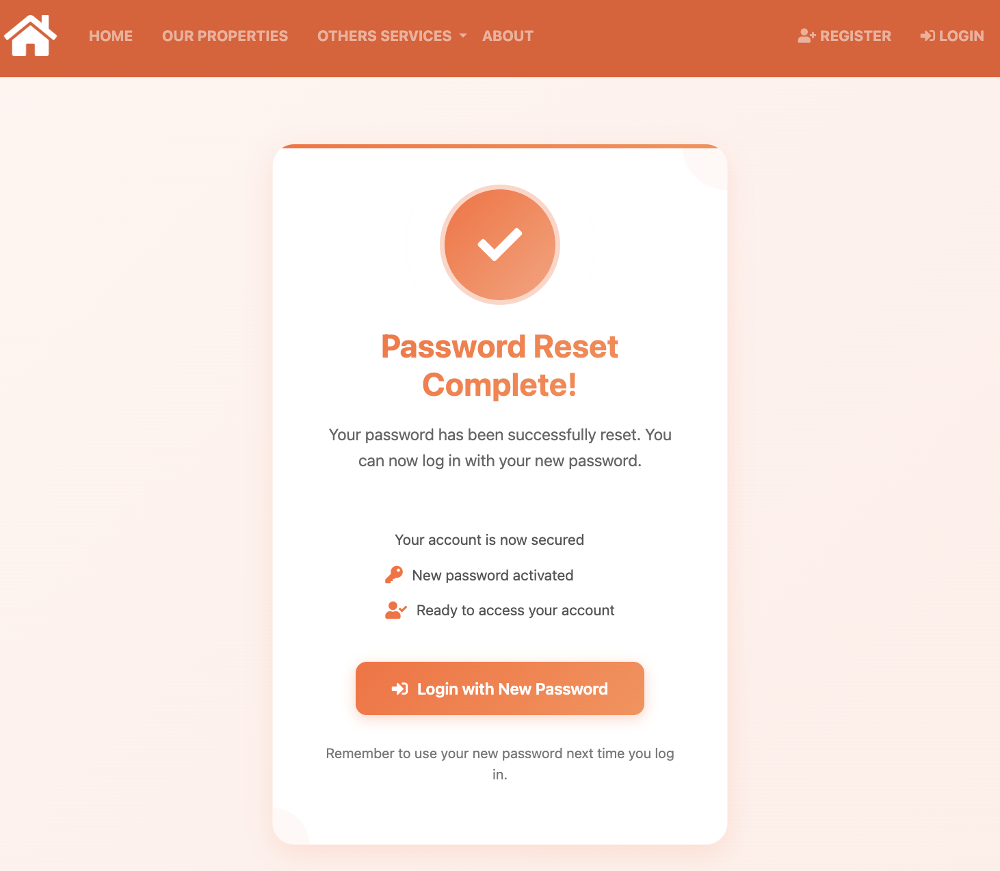 HOME OUR PROPERTIES OTHERS SERVICES ABOUT REGISTER LOGIN
Password Reset
Complete!
Your password has been successfully reset. You
can now log in with your new password.
Your account is now secured
New password activated
Ready to access your account
Login with New Password
Remember to use your new password next time you log
in.